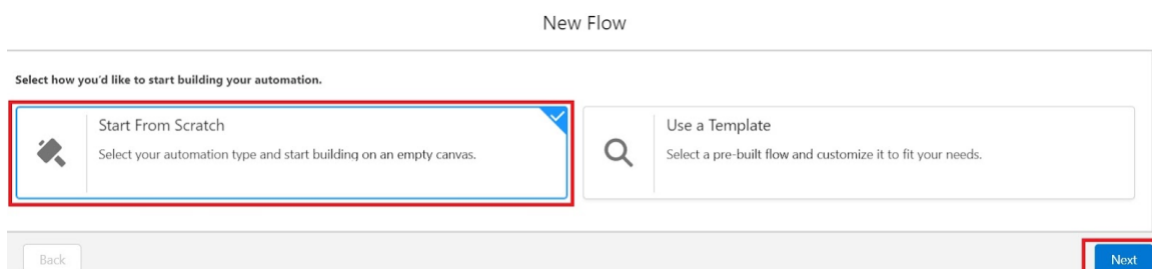 New Flow
Select how you'd like to start building your automation.
Start From Scratch
Select your automation type and start building on an empty canvas.
Use a Template
Select a pre-built flow and customize it to fit your needs.
Back
Next